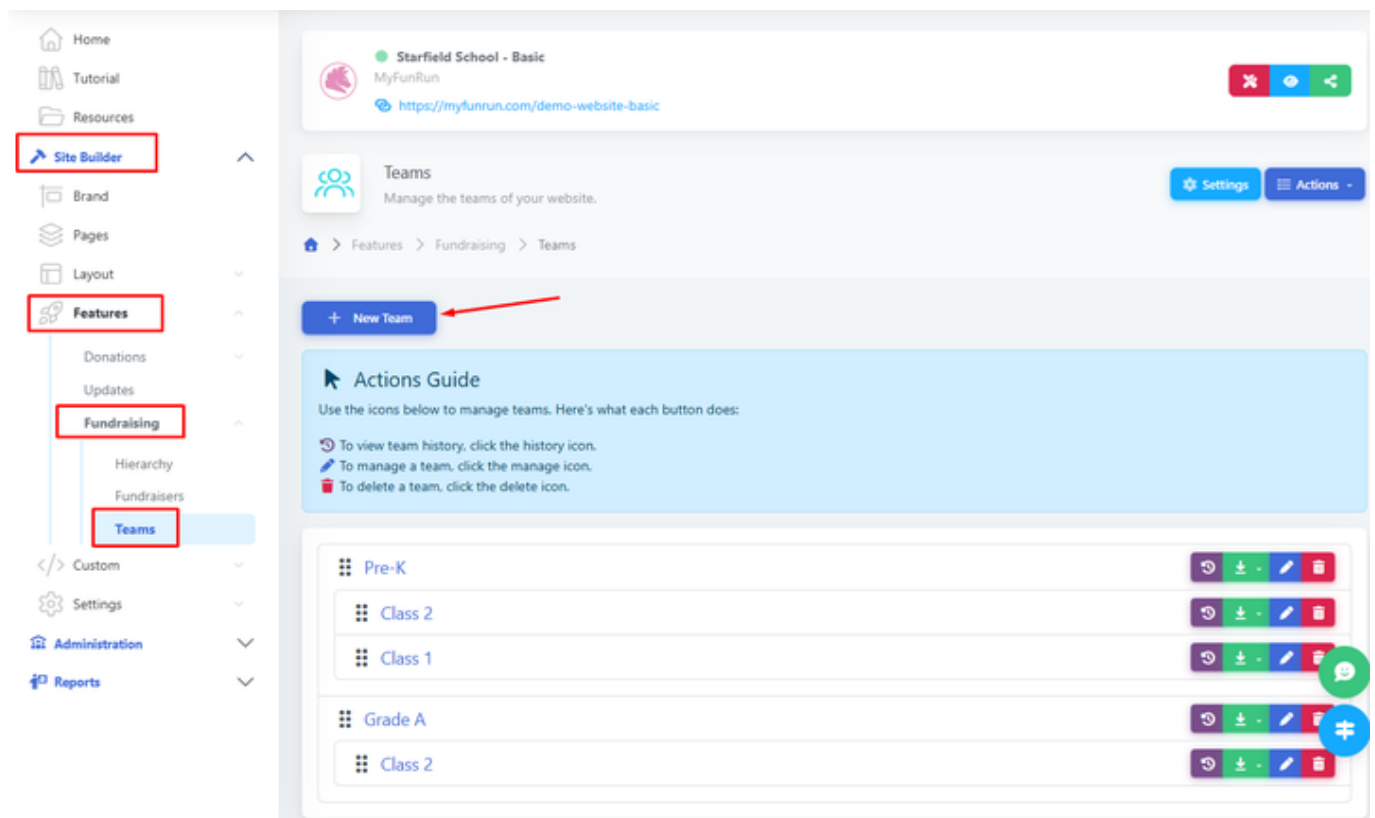 Home
Tutorial
Resources
Site Builder
Brand
Pages
Layout
Features
Donations
Updates
Fundraising
Hierarchy
Fundraisers
Teams
Custom
Settings
Administration
Reports
Starfield School - Basic
MyFunRun
https://myfunrun.com/demo-website-basic
Teams
Manage the teams of your website.
Settings
Actions
Features > Fundraising > Teams
+ New Team
Actions Guide
Use the icons below to manage teams. Here's what each button does:
To view team history, click the history icon.
To manage a team, click the manage icon.
To delete a team, click the delete icon.
Pre-K
Class 2
Class 1
Grade A
Class 2